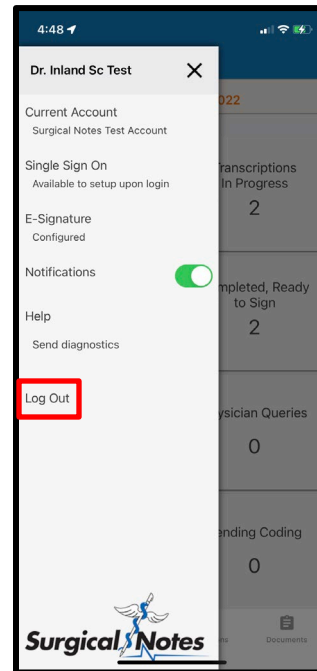 4:48
Dr. Inland Sc Test
Current Account
Surgical Notes Test Account
Single Sign On
Available to setup upon login
E-Signature
Configured
Notifications
Help
Send diagnostics
Log Out
Surgical Notes
022
Transcriptions
In Progress
2
mpleted, Ready
to Sign
2
ysician Queries
0
ending Coding
0
ns
Documents